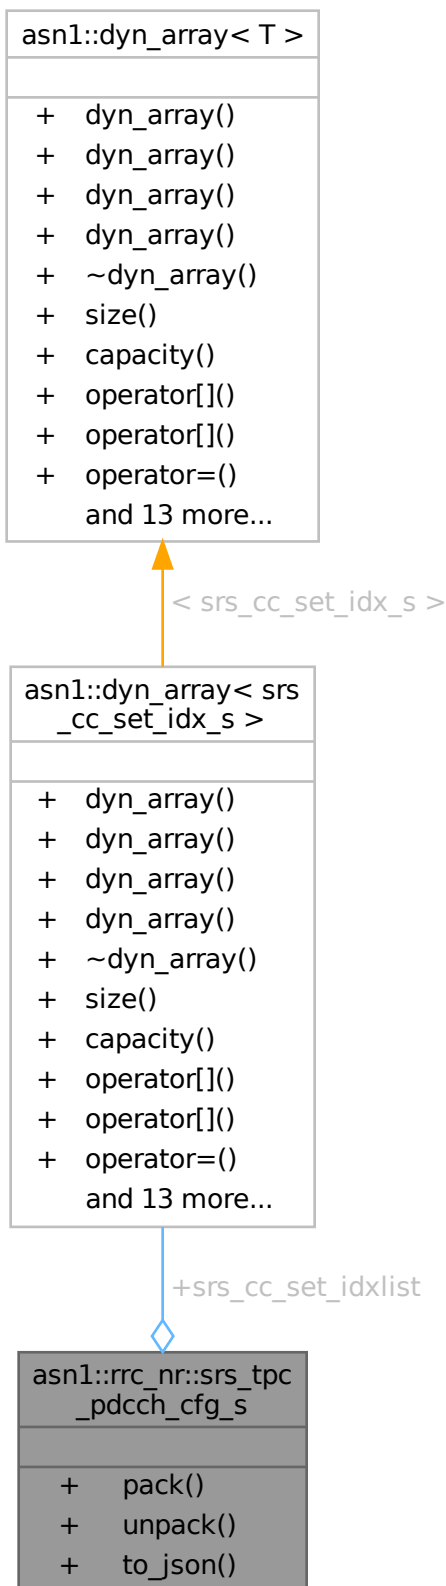 asn1::dyn_array< T >
+ dyn_array()
+ dyn_array()
+ dyn_array()
+ dyn_array()
+ ~dyn_array()
+ size()
+ capacity()
+ operator[]()
+ operator[]()
+ operator=()
and 13 more...
< srs_cc_set_idx_s >
asn1::dyn_array< srs
_cc_set_idx_s >
+ dyn_array()
+ dyn_array()
+ dyn_array()
+ dyn_array()
+ ~dyn_array()
+ size()
+ capacity()
+ operator[]()
+ operator[]()
+ operator=()
and 13 more...
+srs_cc_set_idxlist
asn1::rrc_nr::srs_tpc
_pdcch_cfg_s
+ pack()
+ unpack()
+ to_json()